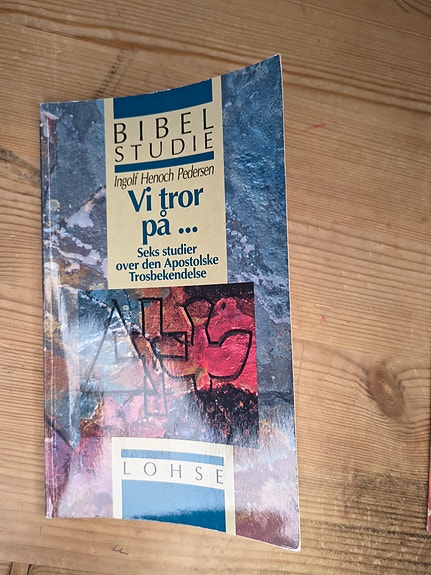 BIBEL
STUDIE
Ingolf Henoch Pedersen
Vi tror
på ...
Seks studier
over den Apostolske
Trosbekendelse
LOHSE